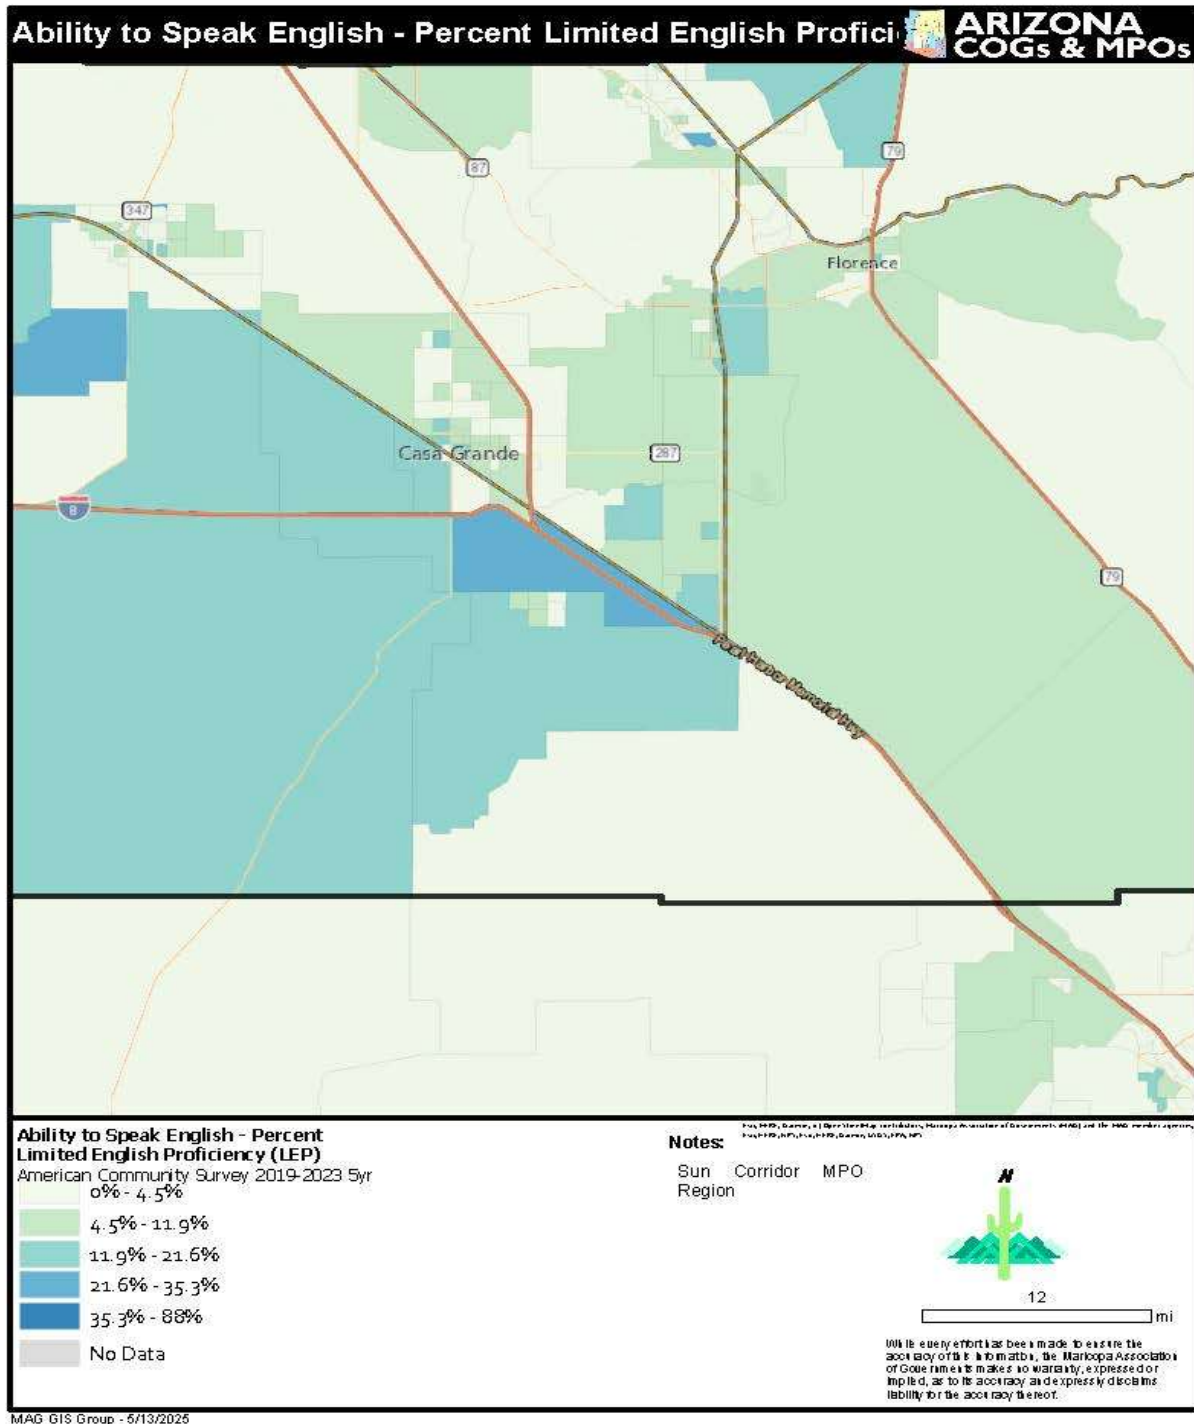 Ability to Speak English - Percent Limited English Profici
ARIZONA
COGs & MPOs
87
79
347
Florence
Casa Grande
287
8
79
Pearl Harbor Memorial Hwy
Ability to Speak English - Percent
Limited English Proficiency (LEP)
American Community Survey 2019-2023 5yr
0% - 4.5%
4.5% - 11.9%
11.9% - 21.6%
21.6% - 35.3%
35.3% - 88%
No Data
Notes:
Sun Corridor MPO
Region
N
12
mi
While every effort has been made to ensure the
accuracy of this information, the Maricopa Association
of Governments makes no warranty, expressed or
implied, as to its accuracy and expressly disclaims
liability for the accuracy thereof.
MAG GIS Group - 5/13/2025